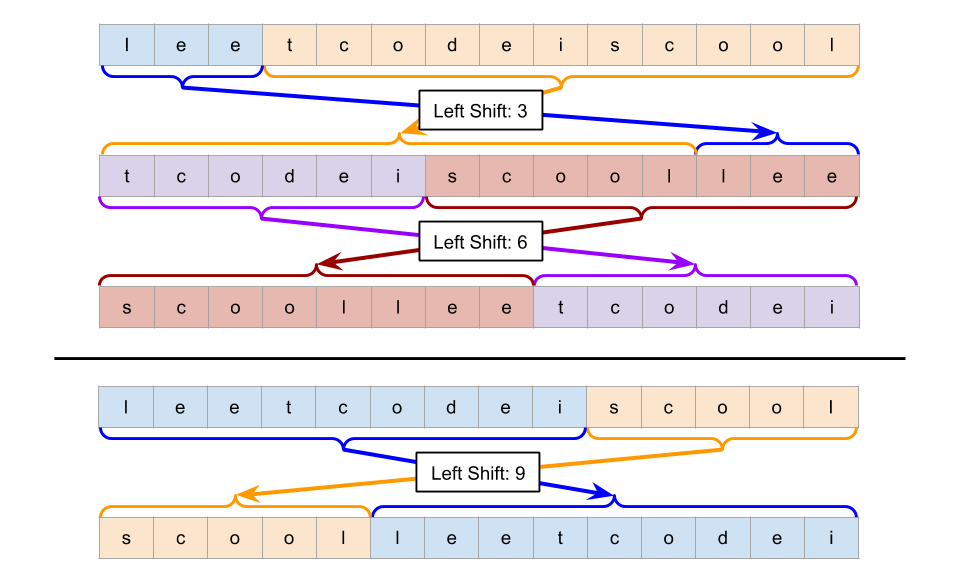 l e e t c o d e i s c o o l
Left Shift: 3
t c o d e i s c o o l l e e
Left Shift: 6
s c o o l l e e t c o d e i
l e e t c o d e i s c o o l
Left Shift: 9
s c o o l l e e t c o d e i